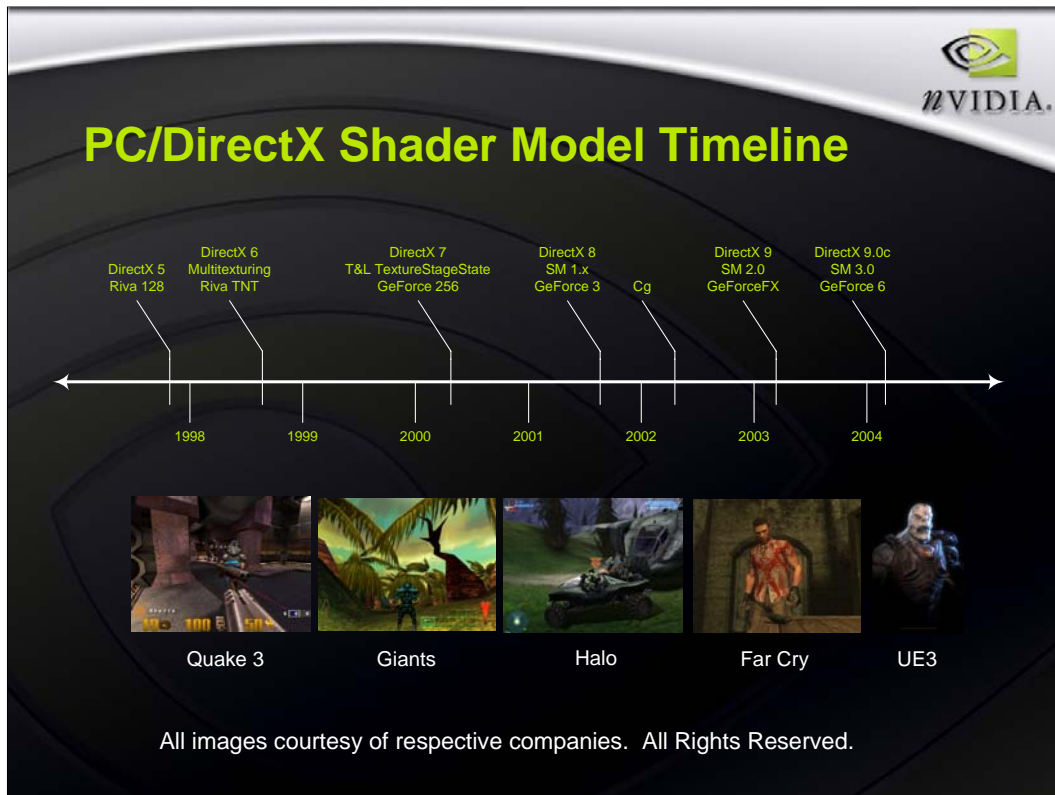 nVIDIA.
PC/DirectX Shader Model Timeline
DirectX 5
Riva 128
DirectX 6
Multitexturing
Riva TNT
DirectX 7
T&L TextureStageState
GeForce 256
DirectX 8
SM 1.x
GeForce 3
Cg
DirectX 9
SM 2.0
GeForceFX
DirectX 9.0c
SM 3.0
GeForce 6
1998
1999
2000
2001
2002
2003
2004
100
Quake 3
Giants
Halo
Far Cry
UE3
All images courtesy of respective companies.  All Rights Reserved.